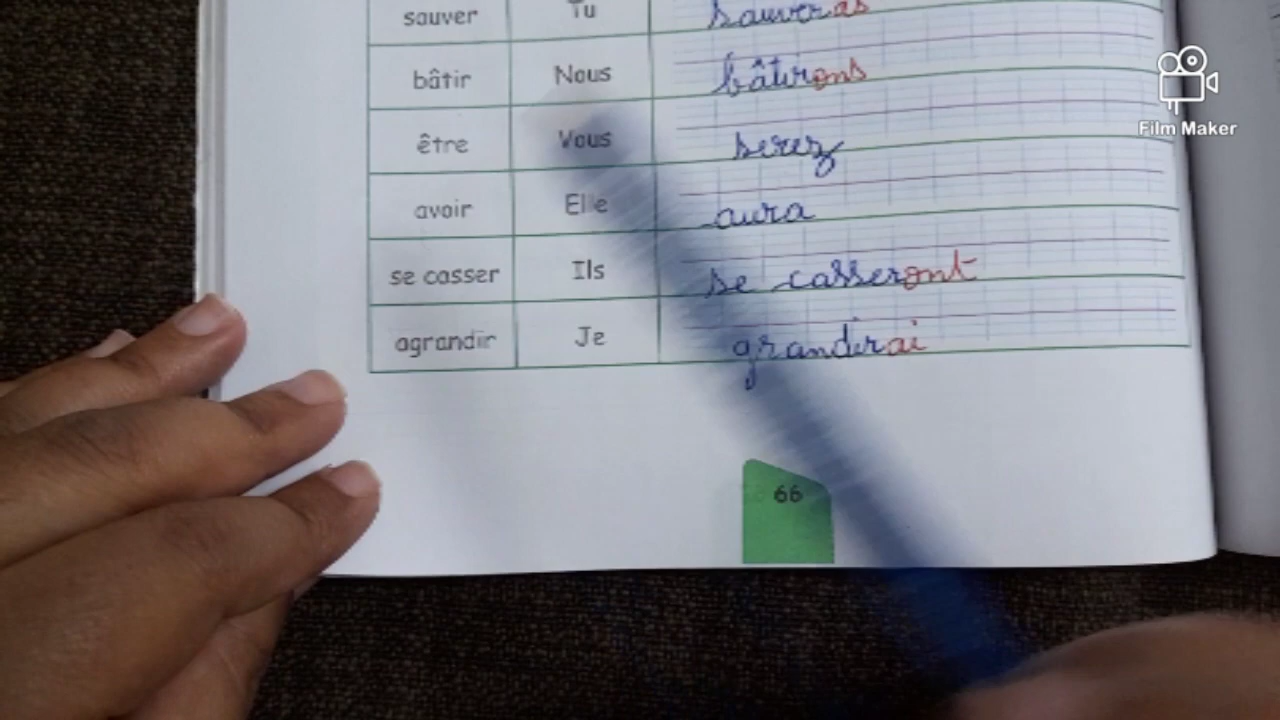 sauver Tu sauveras
bâtir Nous bâtirons
être Vous serez
avoir Elle aura
se casser Ils se casseront
agrandir Je grandirai
66
Film Maker